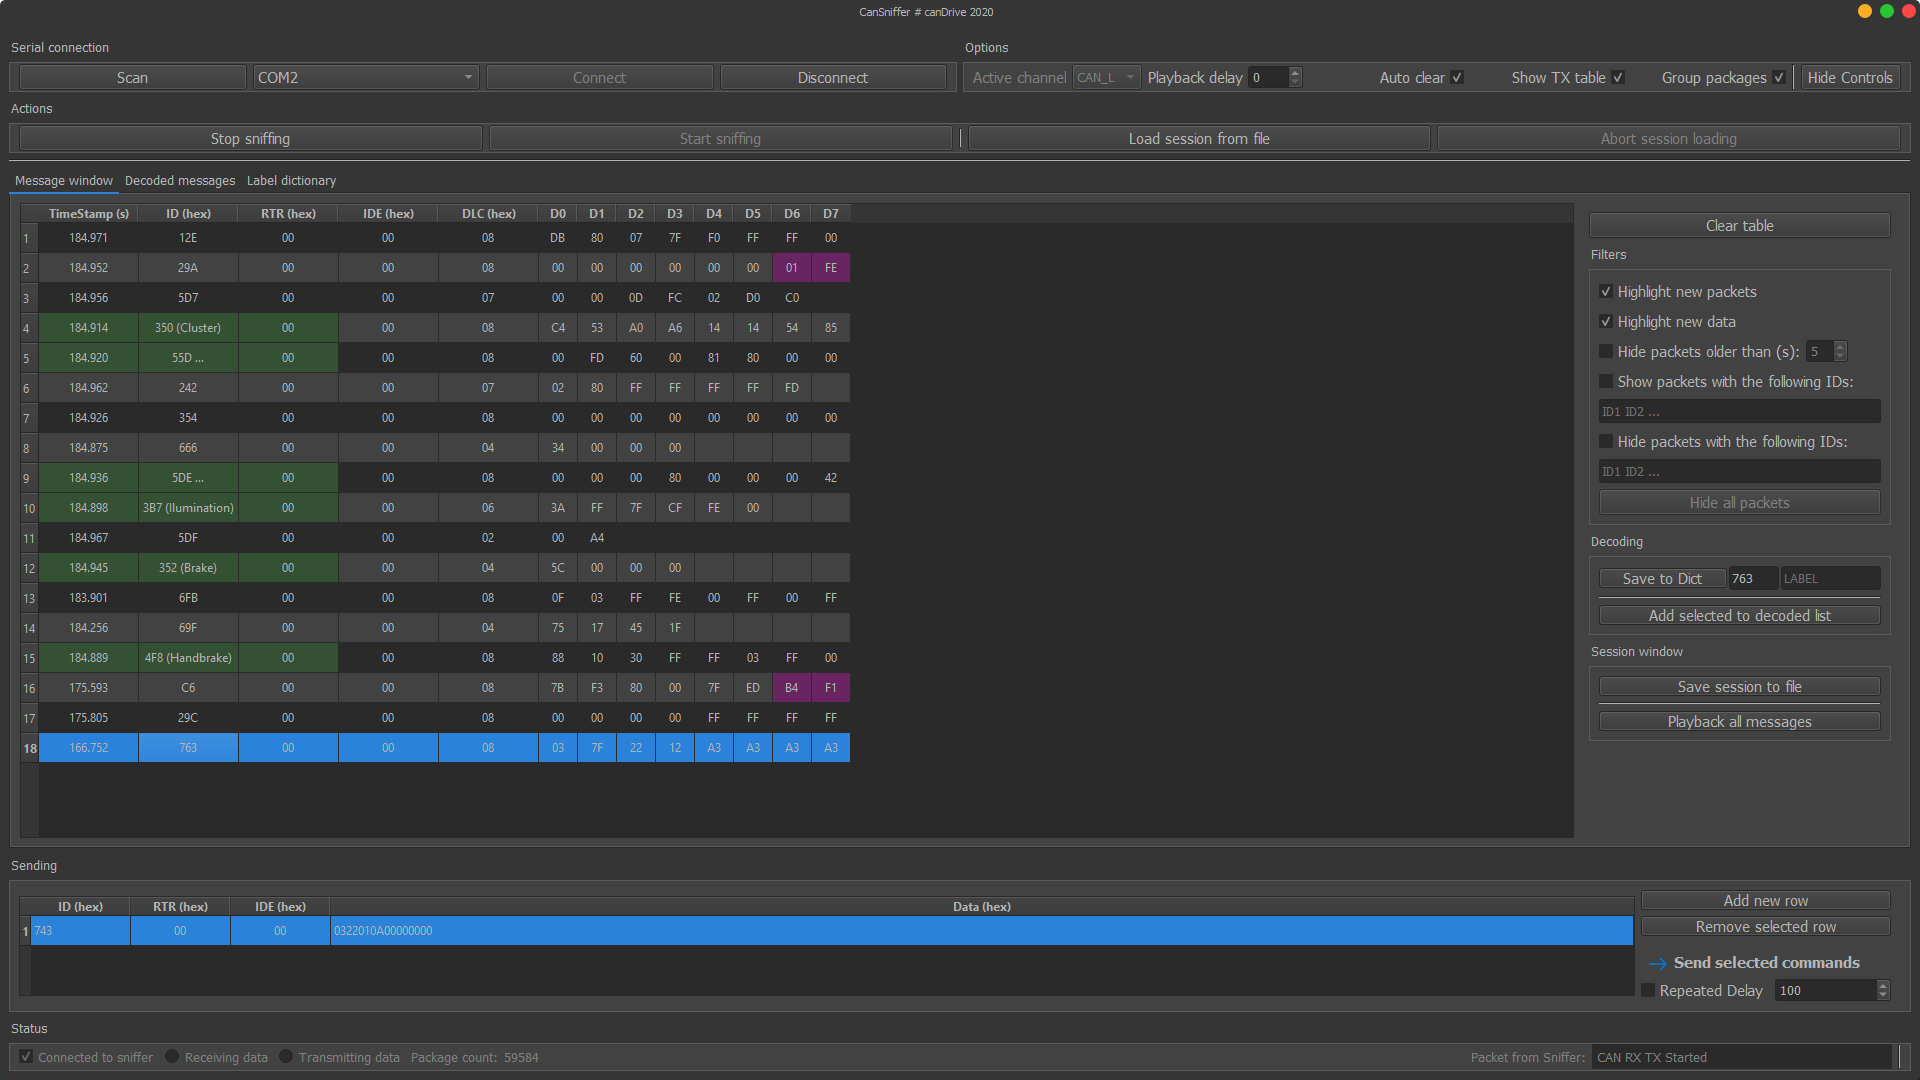 CanSniffer # canDrive 2020
Serial connection
Options
Scan COM2 Connect Disconnect Active channel CAN_L Playback delay 0 Auto clear Show TX table Group packages Hide Controls
Actions
Stop sniffing Start sniffing Load session from file Abort session loading
Message window Decoded messages Label dictionary
TimeStamp (s) ID (hex) RTR (hex) IDE (hex) DLC (hex) D0 D1 D2 D3 D4 D5 D6 D7
1 184.971 12E 00 00 08 DB 80 07 7F F0 FF FF 00
2 184.952 29A 00 00 08 00 00 00 00 00 00 01 FE
3 184.956 5D7 00 00 07 00 00 0D FC 02 D0 C0
4 184.914 350 (Cluster) 00 00 08 C4 53 A0 A6 14 14 54 85
5 184.920 55D ... 00 00 08 00 FD 60 00 81 80 00 00
6 184.962 242 00 00 07 02 80 FF FF FF FF FD
7 184.926 354 00 00 08 00 00 00 00 00 00 00 00
8 184.875 666 00 00 04 34 00 00 00
9 184.936 5DE ... 00 00 08 00 00 00 80 00 00 00 42
10 184.898 3B7 (Ilumination) 00 00 06 3A FF 7F CF FE 00
11 184.967 5DF 00 00 02 00 A4
12 184.945 352 (Brake) 00 00 04 5C 00 00 00
13 183.901 6FB 00 00 08 0F 03 FF FE 00 FF 00 FF
14 184.256 69F 00 00 04 75 17 45 1F
15 184.889 4F8 (Handbrake) 00 00 08 88 10 30 FF FF 03 FF 00
16 175.593 C6 00 00 08 7B F3 80 00 7F ED B4 F1
17 175.805 29C 00 00 08 00 00 00 00 FF FF FF FF
18 166.752 763 00 00 08 03 7F 22 12 A3 A3 A3 A3
Clear table
Filters
Highlight new packets
Highlight new data
Hide packets older than (s): 5
Show packets with the following IDs:
ID1 ID2 ...
Hide packets with the following IDs:
ID1 ID2 ...
Hide all packets
Decoding
Save to Dict 763 LABEL
Add selected to decoded list
Session window
Save session to file
Playback all messages
Sending
ID (hex) RTR (hex) IDE (hex) Data (hex)
1 743 00 00 0322010A00000000
Add new row
Remove selected row
Send selected commands
Repeated Delay 100
Status
Connected to sniffer Receiving data Transmitting data Package count: 59584 Packet from Sniffer: CAN RX TX Started